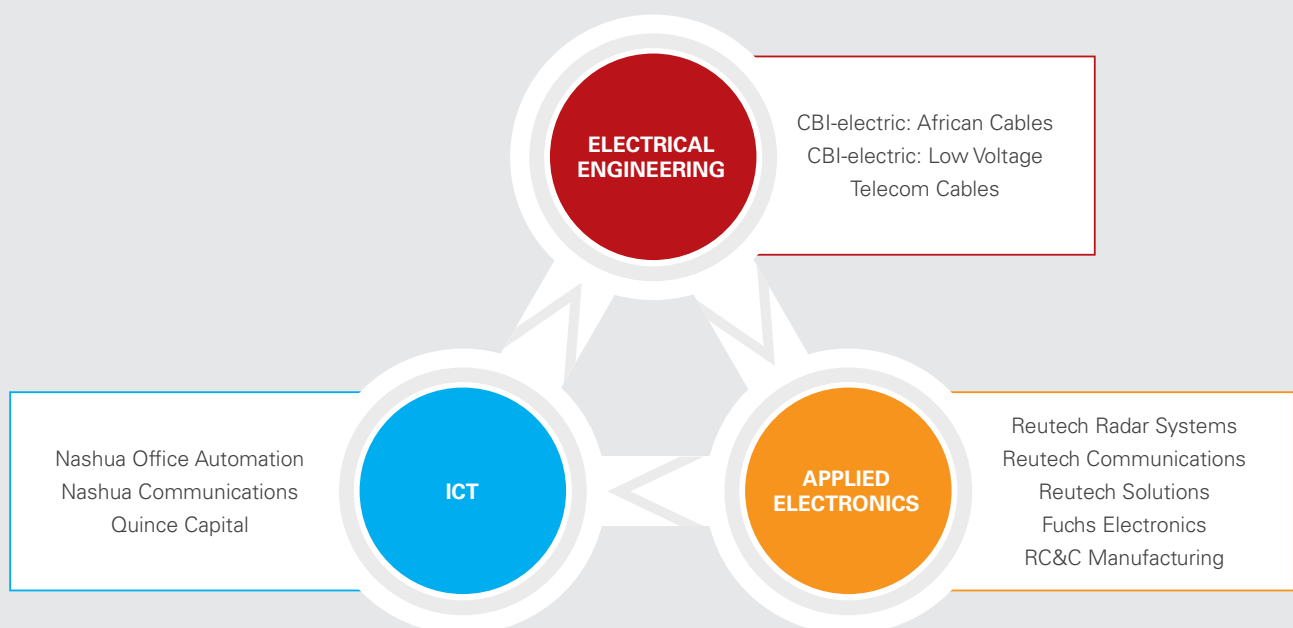 ELECTRICAL
ENGINEERING
CBI-electric: African Cables
CBI-electric: Low Voltage
Telecom Cables
Nashua Office Automation
Nashua Communications
Quince Capital
ICT
APPLIED
ELECTRONICS
Reutech Radar Systems
Reutech Communications
Reutech Solutions
Fuchs Electronics
RC&C Manufacturing